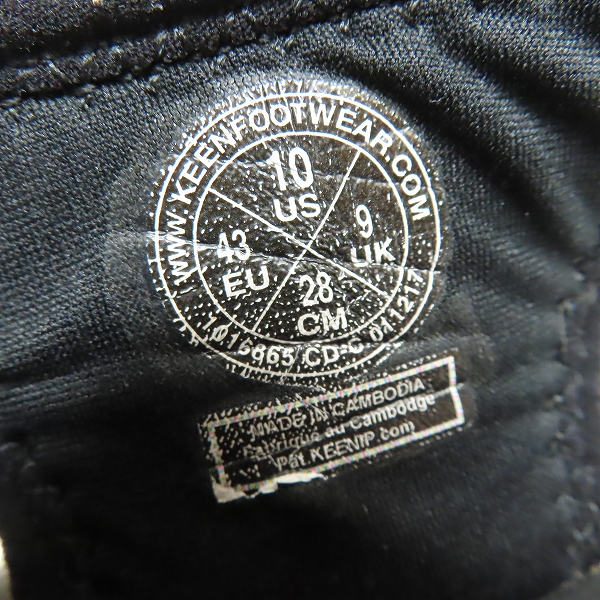 WWW.KEENFOOTWEAR.COM
10
US
43
EU
9
UK
28
CM
CD-C 011217
MADE IN CAMBODIA
Fabriqué au Cambodge
Pat. KEENIP.com